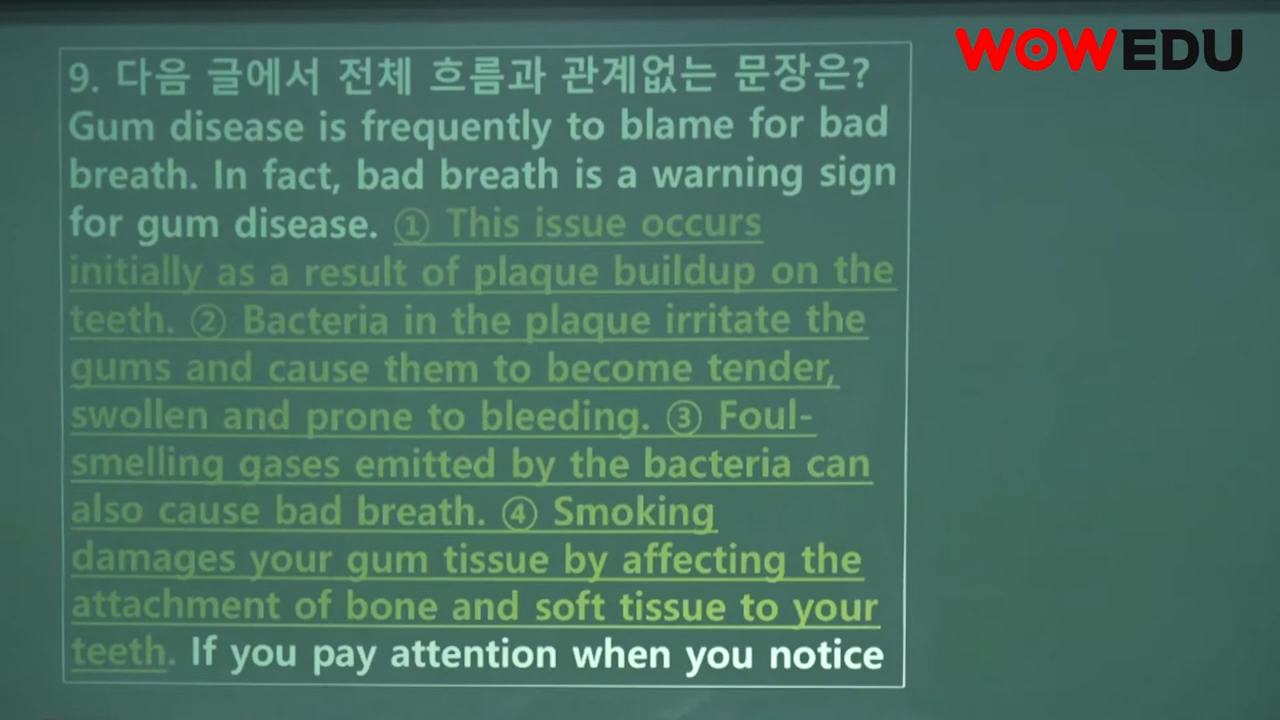 WOWEDU
9. 다음 글에서 전체 흐름과 관계없는 문장은?
Gum disease is frequently to blame for bad
breath. In fact, bad breath is a warning sign
for gum disease. ① This issue occurs
initially as a result of plaque buildup on the
teeth. ② Bacteria in the plaque irritate the
gums and cause them to become tender,
swollen and prone to bleeding. ③ Foul-
smelling gases emitted by the bacteria can
also cause bad breath. ④ Smoking
damages your gum tissue by affecting the
attachment of bone and soft tissue to your
teeth. If you pay attention when you notice